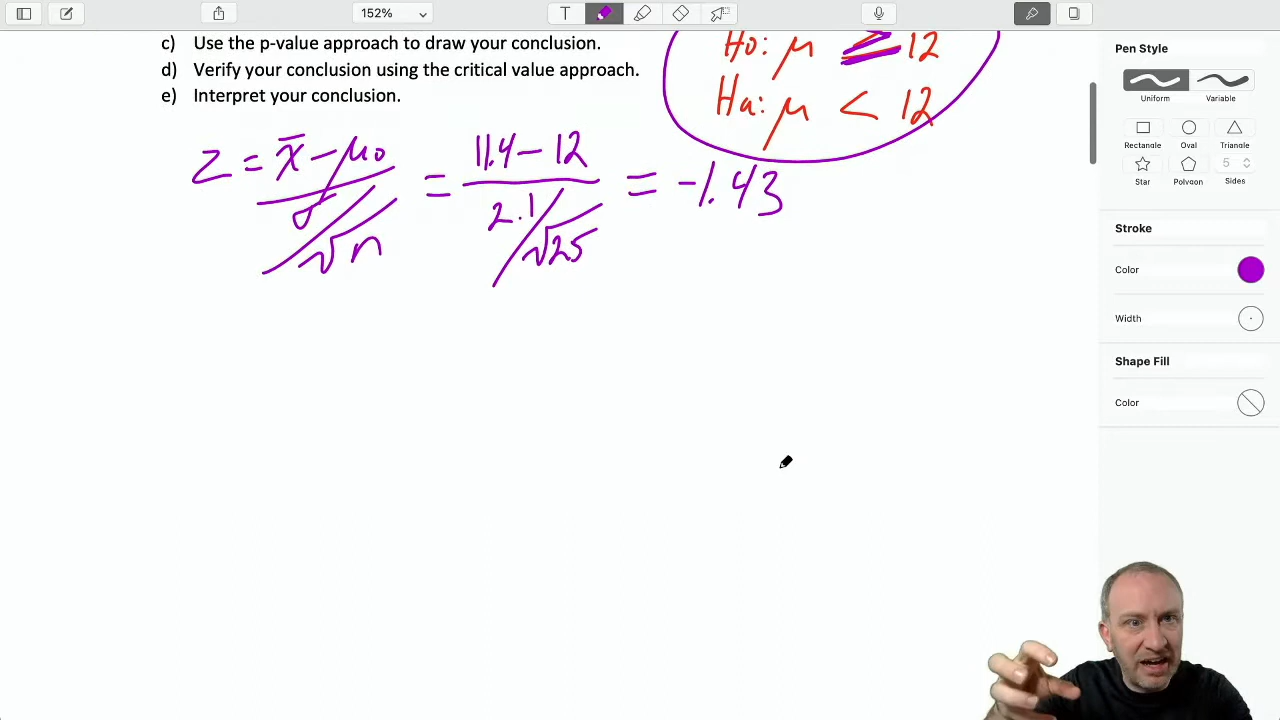 152%
T
Pen Style
Uniform Variable
Rectangle Oval Triangle
Star Polygon Sides
5
Stroke
Color
Width
Shape Fill
Color
c) Use the p-value approach to draw your conclusion.
d) Verify your conclusion using the critical value approach.
e) Interpret your conclusion.
Ho: μ ≥ 12
Ha: μ < 12
z = (x̄ − μ₀)/(σ/√n) = (11.4 − 12)/(2.1/√25) = −1.43